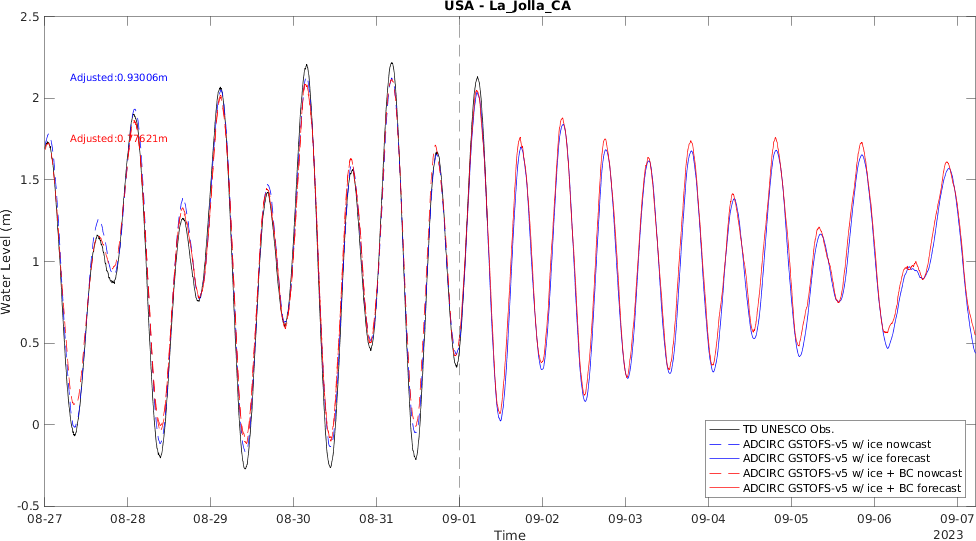 USA - La_Jolla_CA
2.5
2
1.5
1
0.5
0
-0.5
Water Level (m)
Adjusted:0.93006m
Adjusted:0.77621m
TD UNESCO Obs.
ADCIRC GSTOFS-v5 w/ ice nowcast
ADCIRC GSTOFS-v5 w/ ice forecast
ADCIRC GSTOFS-v5 w/ ice + BC nowcast
ADCIRC GSTOFS-v5 w/ ice + BC forecast
08-27 08-28 08-29 08-30 08-31 09-01 09-02 09-03 09-04 09-05 09-06 09-07
Time
2023